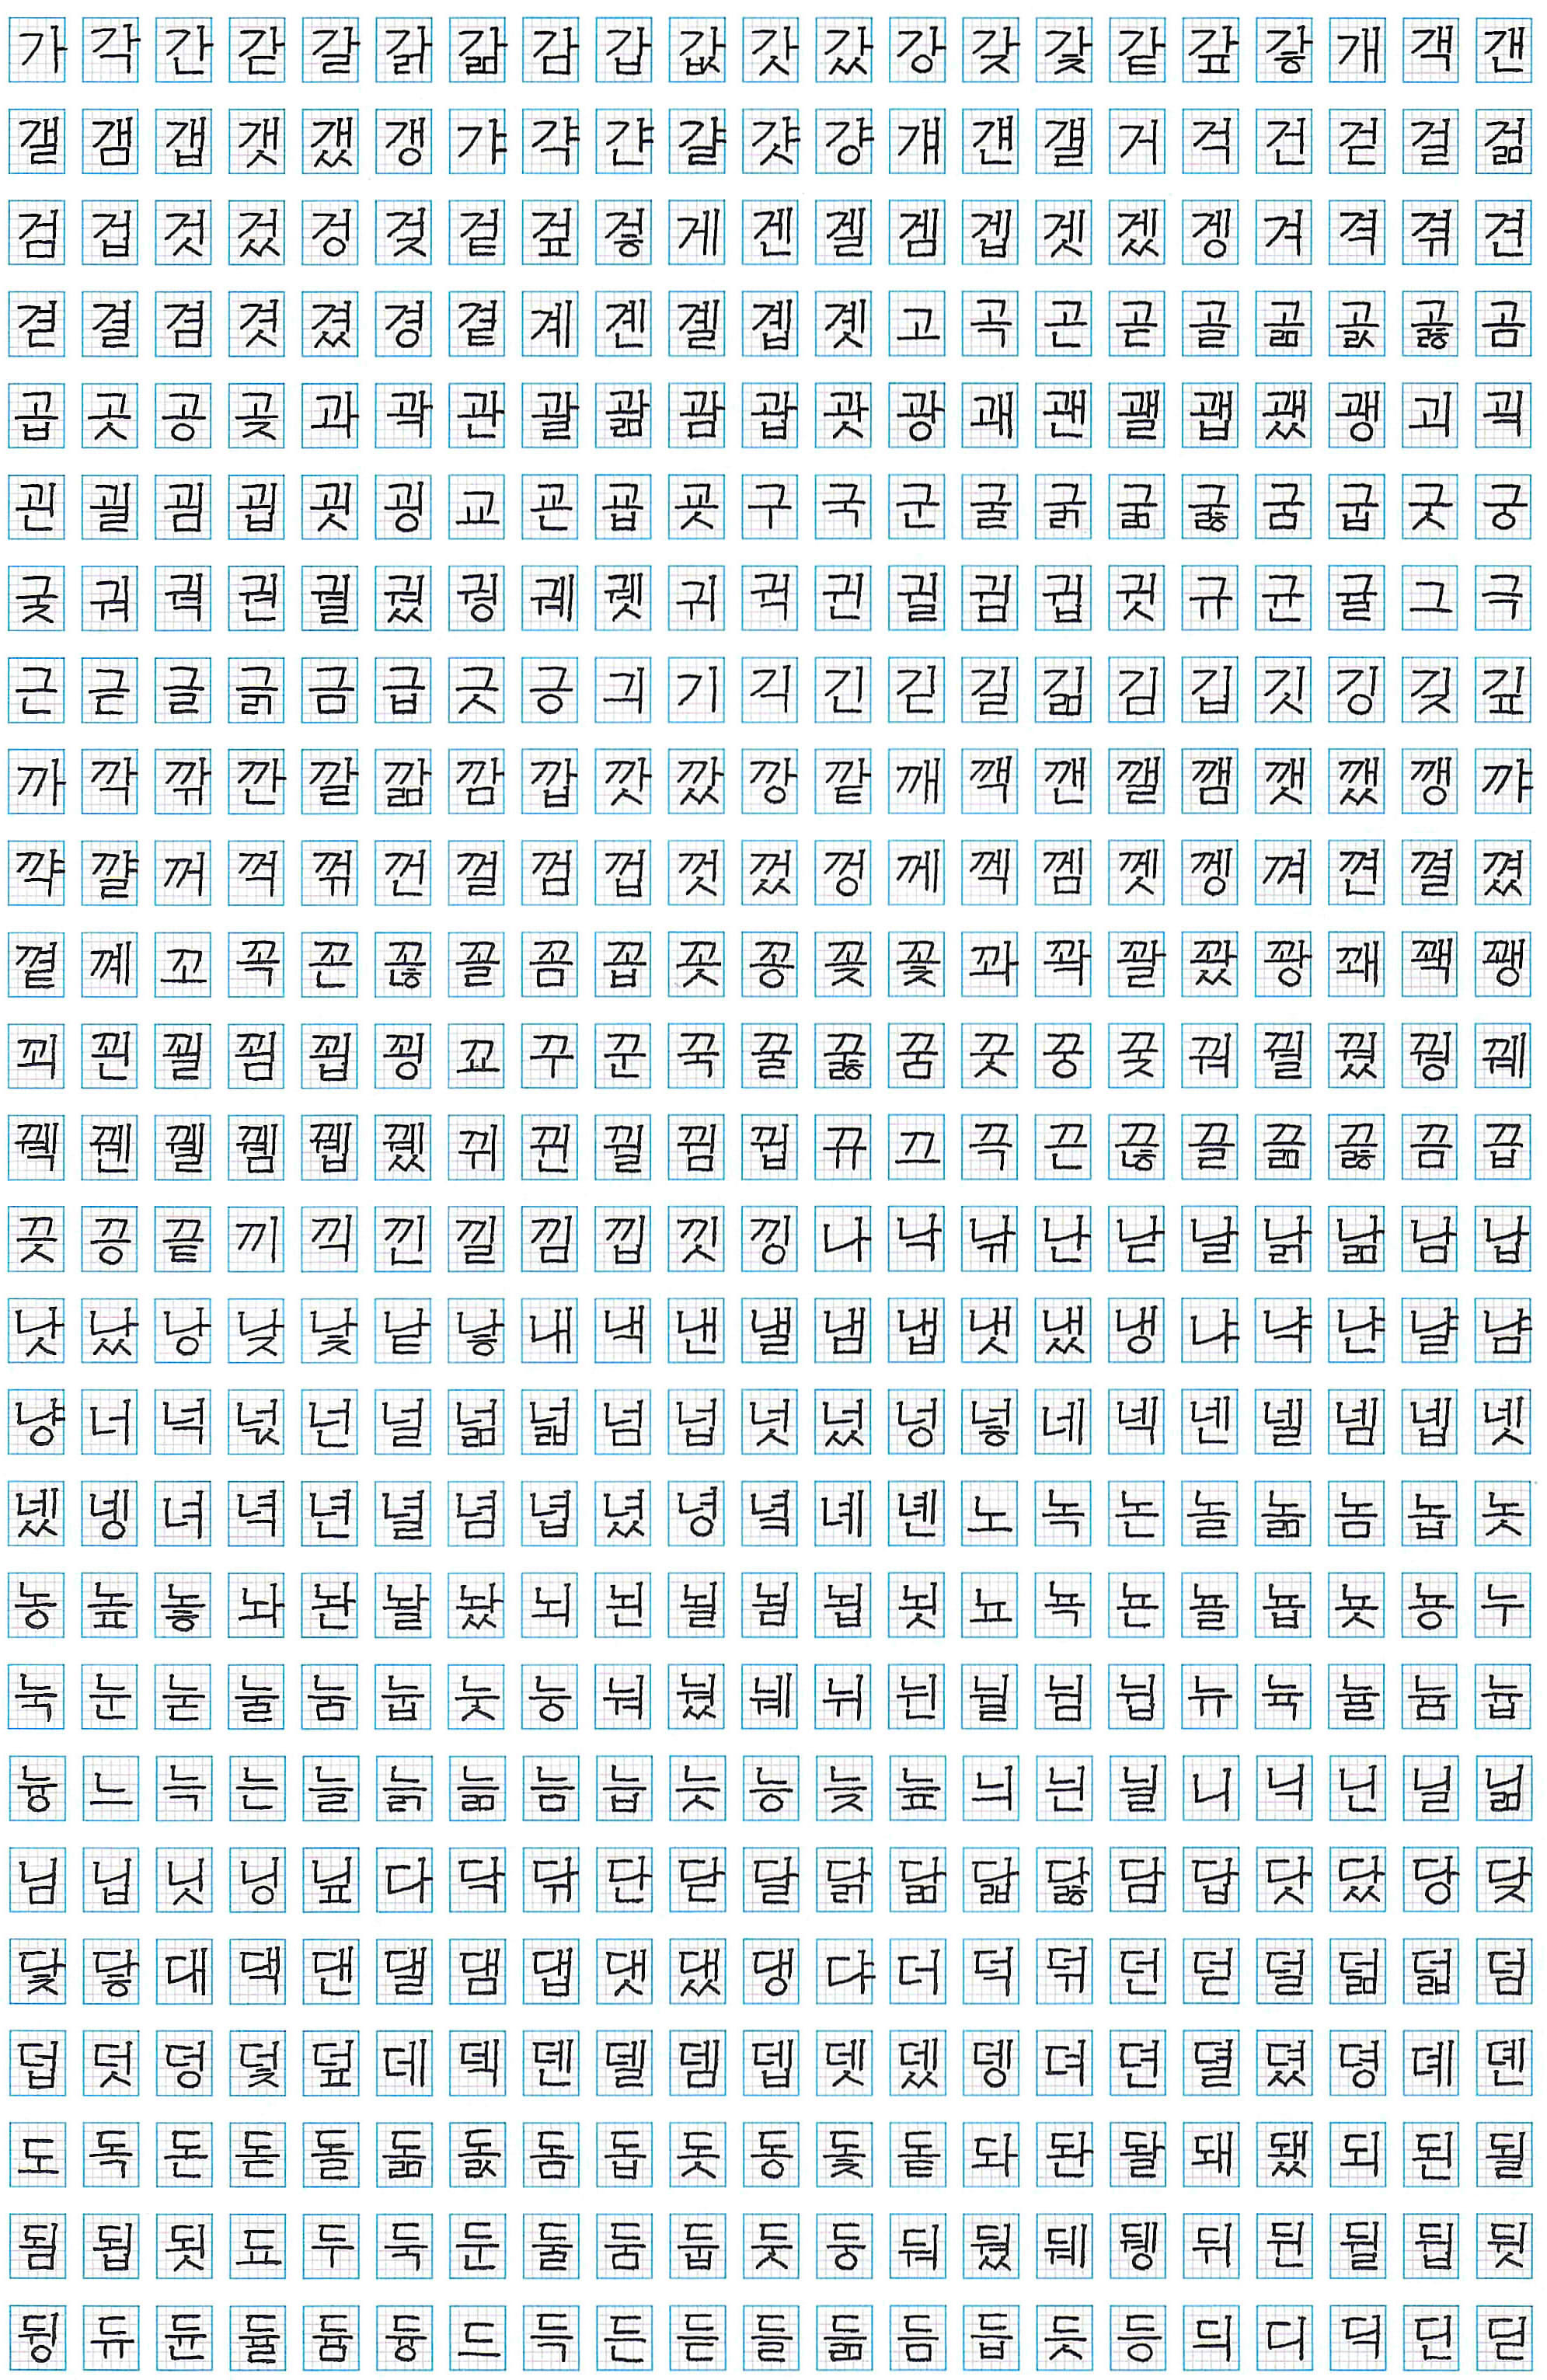 가 각 간 갇 갈 갉 갊 감 갑 값 갓 갔 강 갖 갗 같 갚 갛 개 객 갠
갤 갬 갭 갯 갰 갱 갸 갹 갼 걀 걋 걍 걔 걘 걜 거 걱 건 걷 걸 걺
검 겁 것 겄 겅 겆 겉 겊 겋 게 겐 겔 겜 겝 겟 겠 겡 겨 격 겪 견
겯 결 겸 겻 겼 경 곁 계 곈 곌 곕 곗 고 곡 곤 곧 골 곪 곬 곯 곰
곱 곳 공 곶 과 곽 관 괄 괆 괌 괍 괏 광 괘 괜 괠 괩 괬 괭 괴 괵
괸 괼 굄 굅 굇 굉 교 굔 굡 굣 구 국 군 굴 굵 굶 굻 굼 굽 굿 궁
궂 궈 궉 권 궐 궜 궝 궤 궷 귀 귁 귄 귈 귐 귑 귓 규 균 귤 그 극
근 귿 글 긁 금 급 긋 긍 긔 기 긱 긴 긷 길 긺 김 깁 깃 깅 깆 깊
까 깍 깎 깐 깔 깖 깜 깝 깟 깠 깡 깥 깨 깩 깬 깰 깸 깻 깼 깽 꺄
꺅 꺌 꺼 꺽 꺾 껀 껄 껌 껍 껏 껐 껑 께 껙 껨 껫 껭 껴 껸 껼 꼈
꼍 꼐 꼬 꼭 꼰 꼲 꼴 꼼 꼽 꼿 꽁 꽂 꽃 꽈 꽉 꽐 꽜 꽝 꽤 꽥 꽹
꾀 꾄 꾈 꾐 꾑 꾕 꾜 꾸 꾼 꾹 꿀 꿇 꿈 꿋 꿍 꿎 꿔 꿜 꿨 꿩 꿰
꿱 꿴 꿸 뀀 뀁 뀄 뀌 뀐 뀔 뀜 뀝 뀨 끄 끅 끈 끊 끌 끎 끓 끔 끕
끗 끙 끝 끼 끽 낀 낄 낌 낍 낏 낑 나 낙 낚 난 낟 날 낡 낢 남 납
낫 났 낭 낮 낯 낱 낳 내 낵 낸 낼 냄 냅 냇 냈 냉 냐 냑 냔 냘 냠
냥 너 넉 넋 넌 널 넒 넓 넘 넙 넛 넜 넝 넣 네 넥 넨 넬 넴 넵 넷
넸 넹 녀 녁 년 녈 념 녑 녔 녕 녘 녜 녠 노 녹 논 놀 놂 놈 놉 놋
농 높 놓 놔 놘 놜 놨 뇌 뇐 뇔 뇜 뇝 뇟 뇨 뇩 뇬 뇰 뇹 뇻 뇽 누
눅 눈 눋 눌 눔 눕 눗 눙 눠 눴 눼 뉘 뉜 뉠 뉨 뉩 뉴 뉵 뉼 늄 늅
늉 느 늑 는 늘 늙 늚 늠 늡 늣 능 늦 늪 늬 늰 늴 니 닉 닌 닐 닒
님 닙 닛 닝 닢 다 닥 닦 단 닫 달 닭 닮 닯 닳 담 답 닷 닸 당 닺
닻 닿 대 댁 댄 댈 댐 댑 댓 댔 댕 댜 더 덕 덖 던 덛 덜 덞 덟 덤
덥 덧 덩 덫 덮 데 덱 덴 델 뎀 뎁 뎃 뎄 뎅 뎌 뎐 뎔 뎠 뎡 뎨 뎬
도 독 돈 돋 돌 돎 돐 돔 돕 돗 동 돛 돝 돠 돤 돨 돼 됐 되 된 될
됨 됩 됫 됴 두 둑 둔 둘 둠 둡 둣 둥 둬 뒀 뒈 뒝 뒤 뒨 뒬 뒵 뒷
뒹 듀 듄 듈 듐 듕 드 득 든 듣 들 듦 듬 듭 듯 등 듸 디 딕 딘 딛